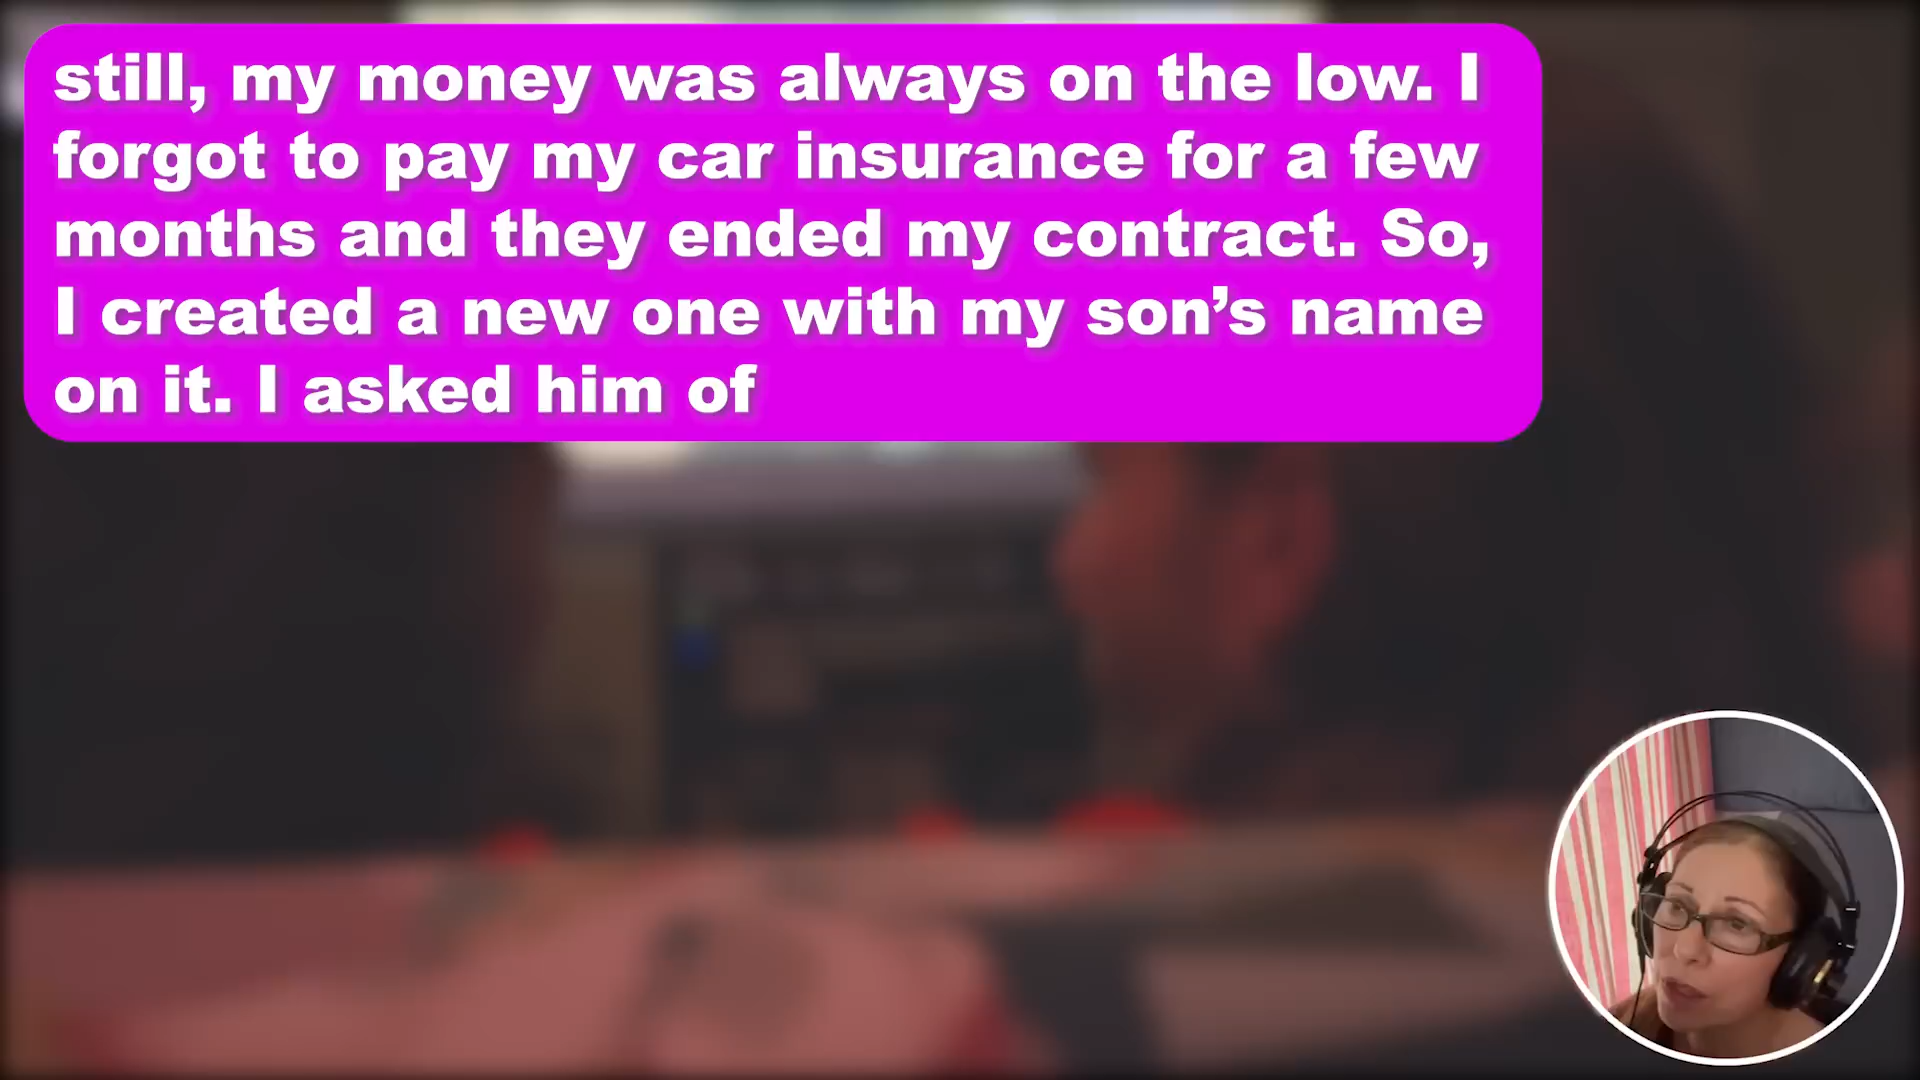 still, my money was always on the low. I
forgot to pay my car insurance for a few
months and they ended my contract. So,
I created a new one with my son’s name
on it. I asked him of